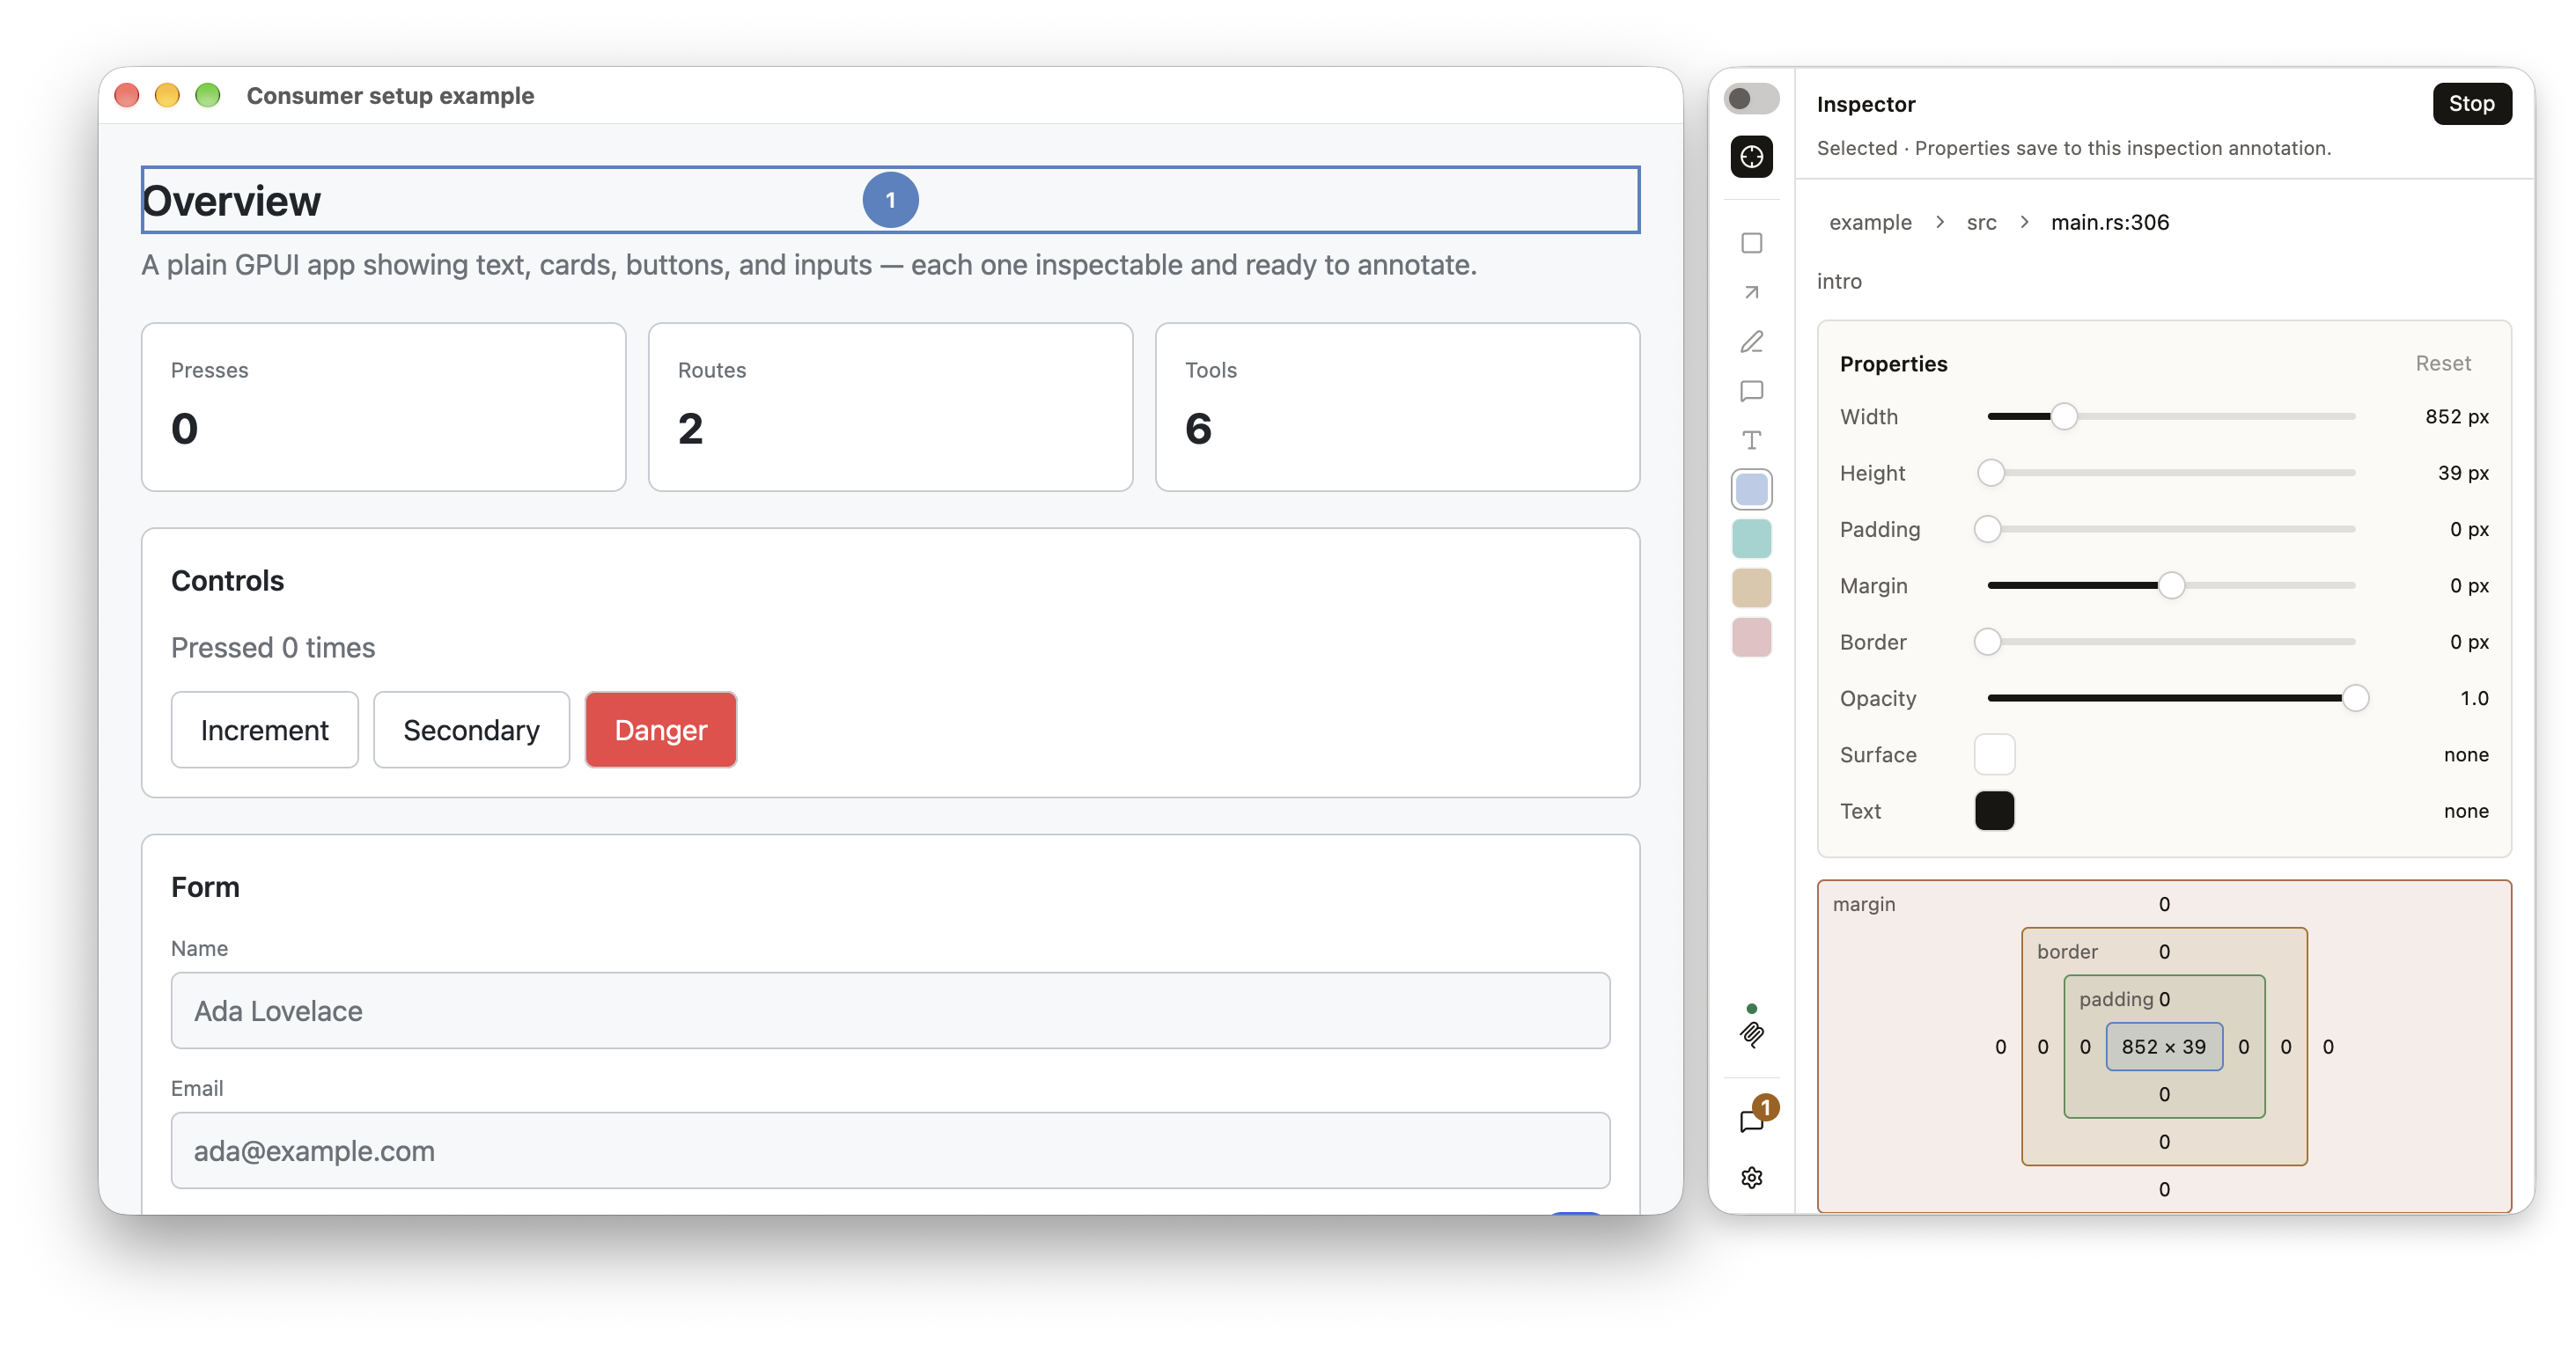 Consumer setup example
Overview
1
A plain GPUI app showing text, cards, buttons, and inputs — each one inspectable and ready to annotate.
Presses
0
Routes
2
Tools
6
Controls
Pressed 0 times
Increment
Secondary
Danger
Form
Name
Ada Lovelace
Email
ada@example.com
1
Inspector
Stop
Selected · Properties save to this inspection annotation.
example > src > main.rs:306
intro
Properties Reset
Width 852 px
Height 39 px
Padding 0 px
Margin 0 px
Border 0 px
Opacity 1.0
Surface none
Text none
margin 0
border 0
padding 0
0 0 0 852 × 39 0 0 0
0
0
0